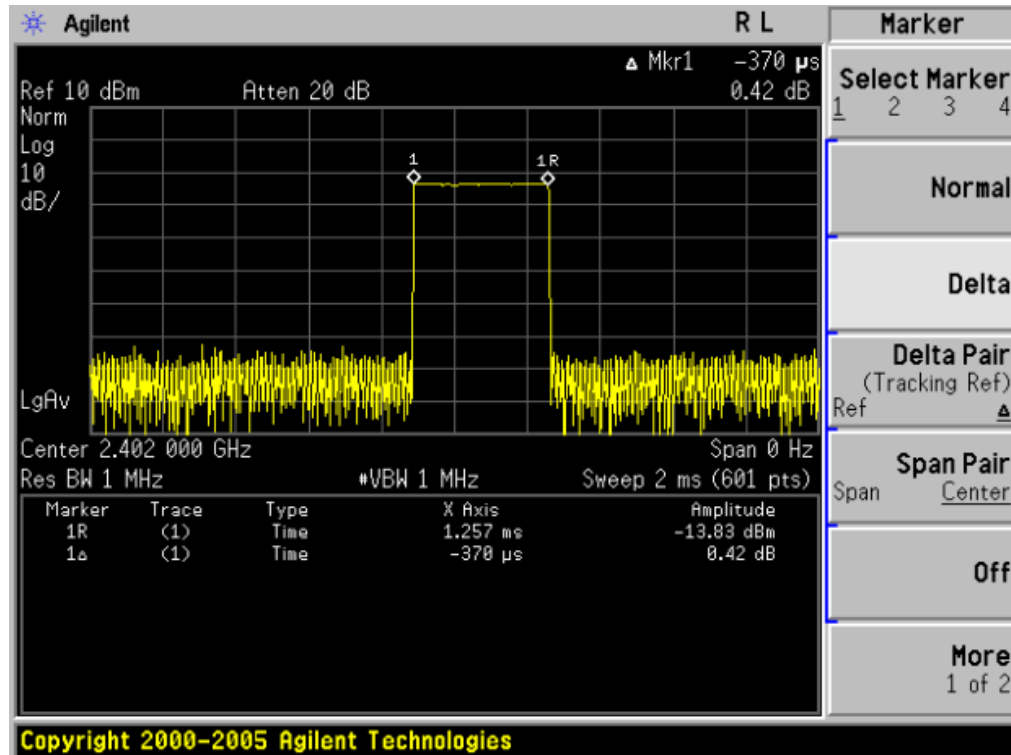 Agilent R L Marker
Δ Mkr1 -370 µs
Ref 10 dBm Atten 20 dB 0.42 dB
Norm
Log
10
dB/
1 1R
LgAv
Center 2.402 000 GHz Span 0 Hz
Res BW 1 MHz #VBW 1 MHz Sweep 2 ms (601 pts)
Marker Trace Type X Axis Amplitude
1R (1) Time 1.257 ms -13.83 dBm
1Δ (1) Time -370 µs 0.42 dB
Select Marker
1 2 3 4
Normal
Delta
Delta Pair
(Tracking Ref)
Ref Δ
Span Pair
Span Center
Off
More
1 of 2
Copyright 2000-2005 Agilent Technologies